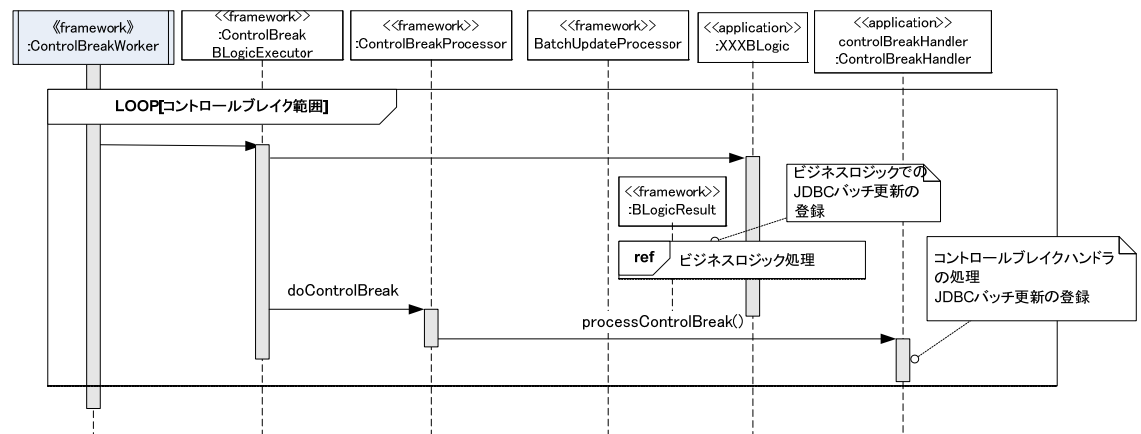 《framework》
:ControlBreakWorker
<<framework>>
:ControlBreak
BLogicExecutor
<<framework>>
:ControlBreakProcessor
<<framework>>
BatchUpdateProcessor
<<application>>
:XXXBLogic
<<application>>
controlBreakHandler
:ControlBreakHandler
LOOP[コントロールブレイク範囲]
ビジネスロジックでの
JDBCバッチ更新の
登録
<<framework>>
:BLogicResult
ref
ビジネスロジック処理
コントロールブレイクハンドラ
の処理
JDBCバッチ更新の登録
doControlBreak
processControlBreak()